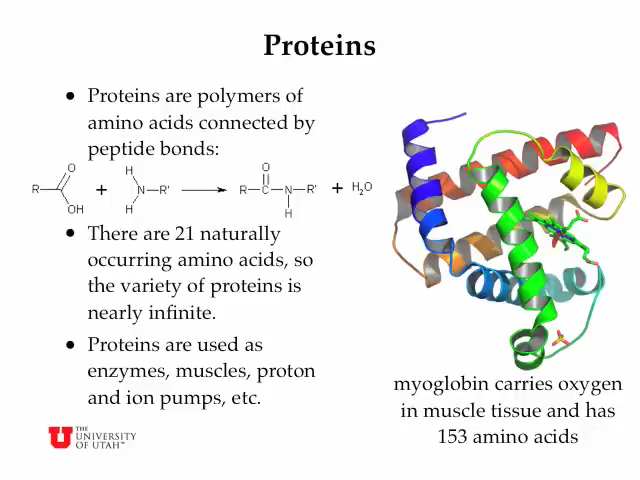 Proteins
• Proteins are polymers of
amino acids connected by
peptide bonds:
R O OH + H H N R' R O C N H R' + H₂O
• There are 21 naturally
occurring amino acids, so
the variety of proteins is
nearly infinite.
• Proteins are used as
enzymes, muscles, proton
and ion pumps, etc.
myoglobin carries oxygen
in muscle tissue and has
153 amino acids
U THE
UNIVERSITY
OF UTAH™